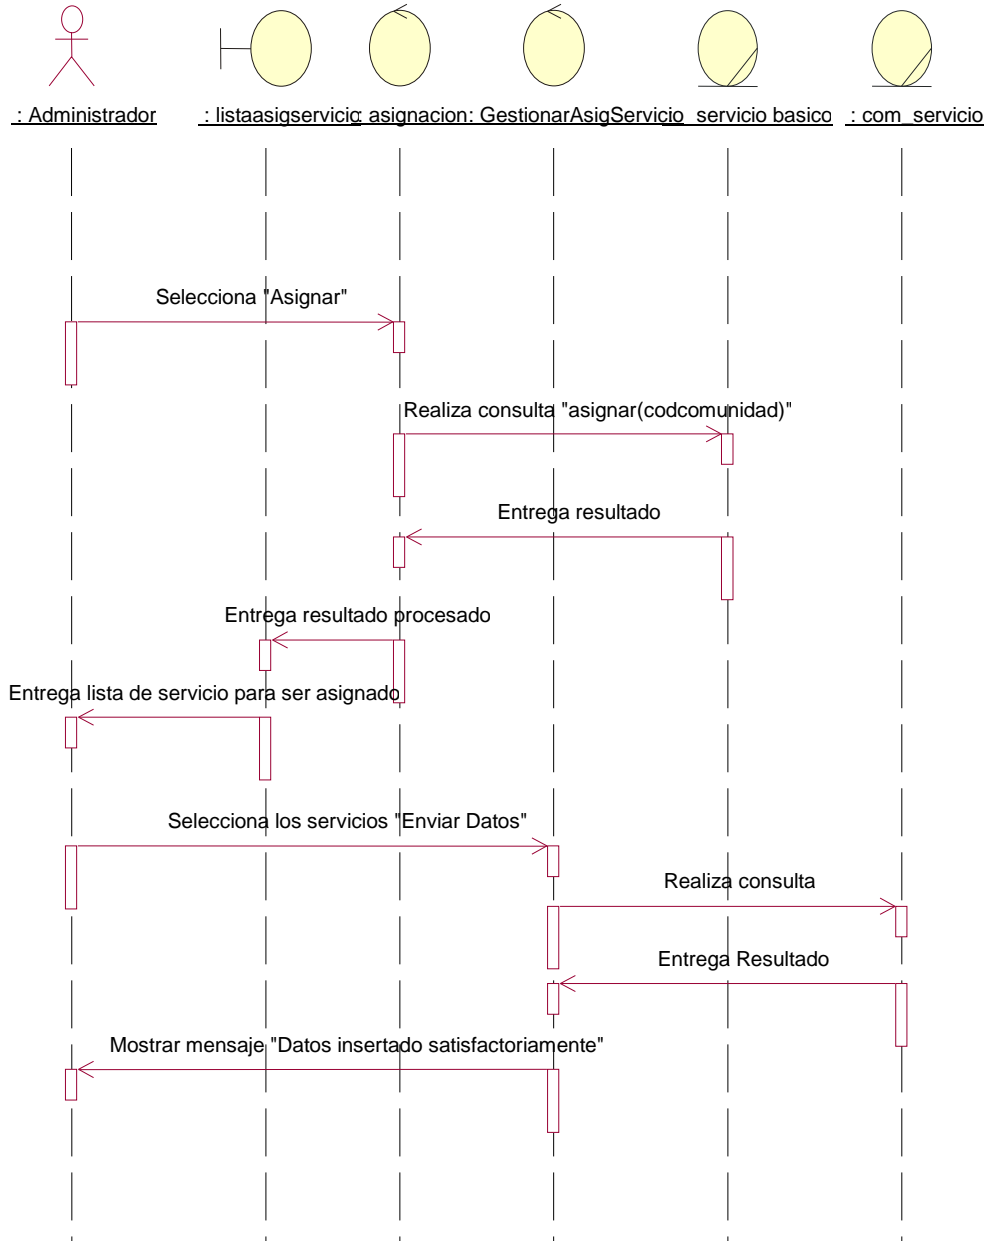 : Administrador
: listaasigservicio
: asignacion
: GestionarAsigServicio
: servicio basico
: com_servicio
Selecciona "Asignar"
Realiza consulta "asignar(codcomunidad)"
Entrega resultado
Entrega resultado procesado
Entrega lista de servicio para ser asignado
Selecciona los servicios "Enviar Datos"
Realiza consulta
Entrega Resultado
Mostrar mensaje "Datos insertado satisfactoriamente"